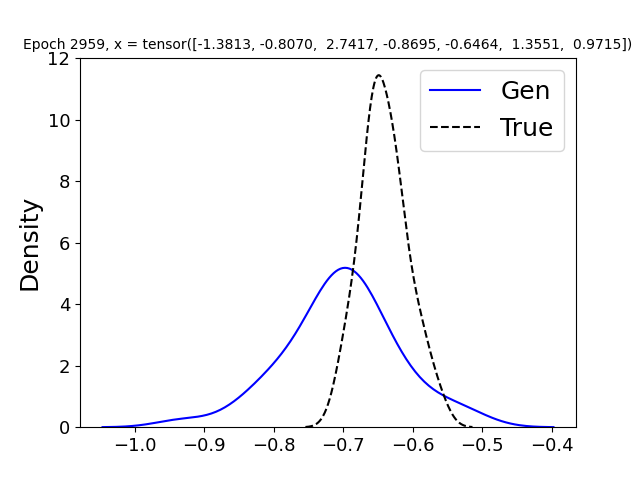 Epoch 2959, x = tensor([-1.3813, -0.8070,  2.7417, -0.8695, -0.6464,  1.3551,  0.9715])
12
10
8
6
4
2
0
Density
Gen
True
−1.0 −0.9 −0.8 −0.7 −0.6 −0.5 −0.4